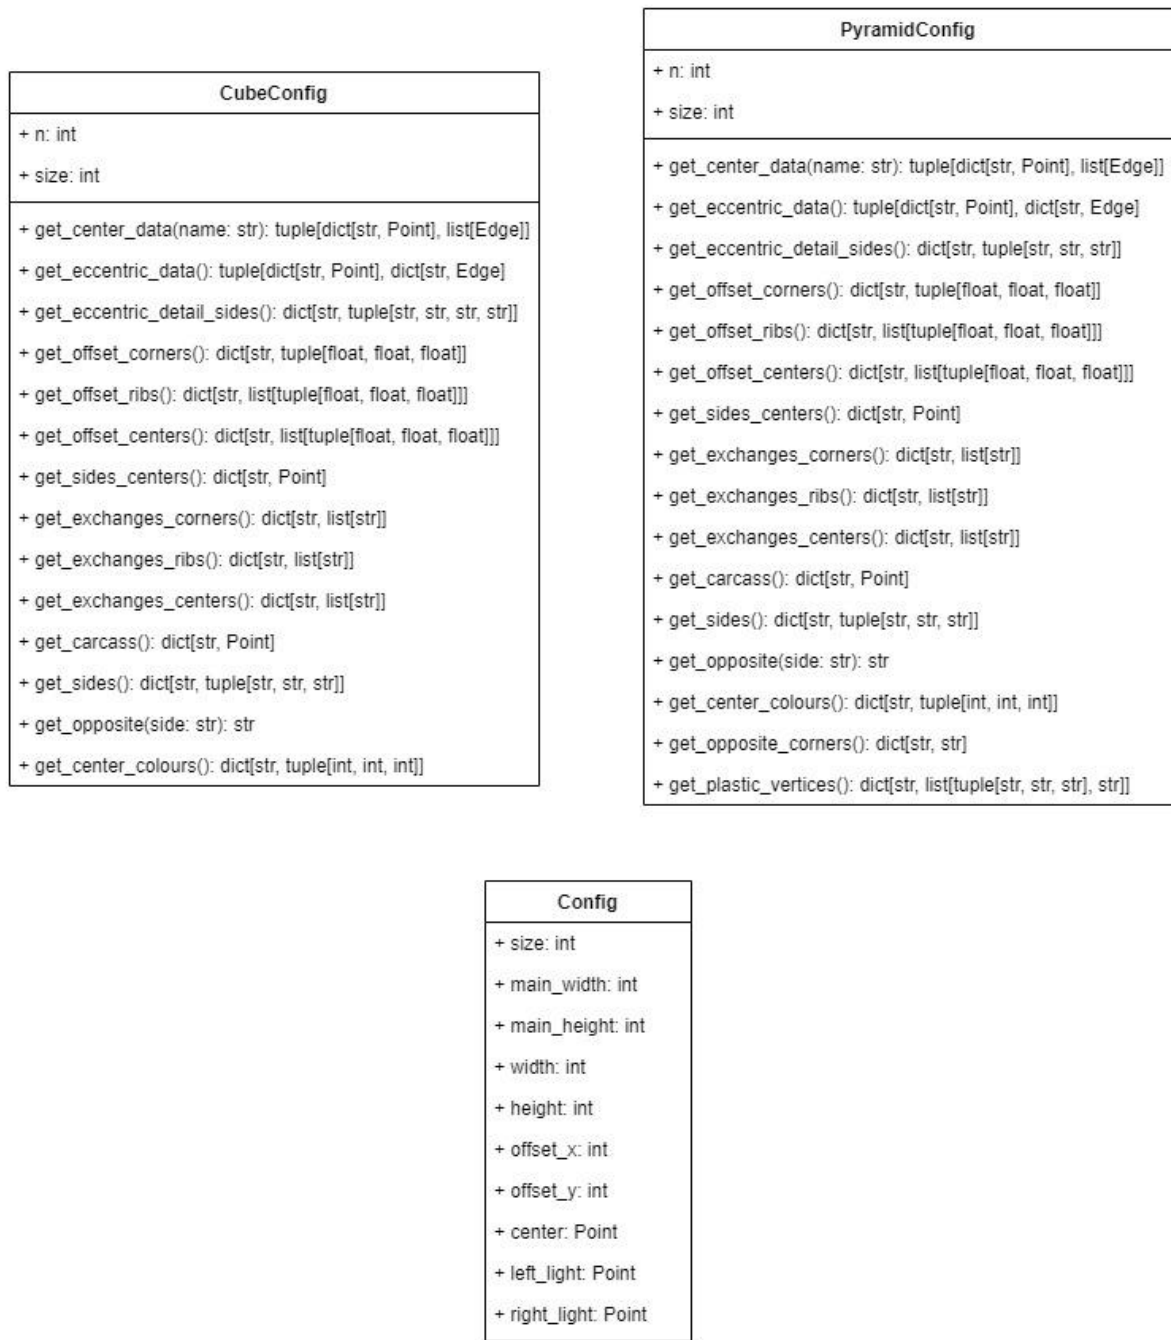 CubeConfig
+ n: int
+ size: int
+ get_center_data(name: str): tuple[dict[str, Point], list[Edge]]
+ get_eccentric_data(): tuple[dict[str, Point], dict[str, Edge]
+ get_eccentric_detail_sides(): dict[str, tuple[str, str, str, str]]
+ get_offset_corners(): dict[str, tuple[float, float, float]]
+ get_offset_ribs(): dict[str, list[tuple[float, float, float]]]
+ get_offset_centers(): dict[str, list[tuple[float, float, float]]]
+ get_sides_centers(): dict[str, Point]
+ get_exchanges_corners(): dict[str, list[str]]
+ get_exchanges_ribs(): dict[str, list[str]]
+ get_exchanges_centers(): dict[str, list[str]]
+ get_carcass(): dict[str, Point]
+ get_sides(): dict[str, tuple[str, str, str]]
+ get_opposite(side: str): str
+ get_center_colours(): dict[str, tuple[int, int, int]]
PyramidConfig
+ n: int
+ size: int
+ get_center_data(name: str): tuple[dict[str, Point], list[Edge]]
+ get_eccentric_data(): tuple[dict[str, Point], dict[str, Edge]
+ get_eccentric_detail_sides(): dict[str, tuple[str, str, str]]
+ get_offset_corners(): dict[str, tuple[float, float, float]]
+ get_offset_ribs(): dict[str, list[tuple[float, float, float]]]
+ get_offset_centers(): dict[str, list[tuple[float, float, float]]]
+ get_sides_centers(): dict[str, Point]
+ get_exchanges_corners(): dict[str, list[str]]
+ get_exchanges_ribs(): dict[str, list[str]]
+ get_exchanges_centers(): dict[str, list[str]]
+ get_carcass(): dict[str, Point]
+ get_sides(): dict[str, tuple[str, str, str]]
+ get_opposite(side: str): str
+ get_center_colours(): dict[str, tuple[int, int, int]]
+ get_opposite_corners(): dict[str, str]
+ get_plastic_vertices(): dict[str, list[tuple[str, str, str], str]]
Config
+ size: int
+ main_width: int
+ main_height: int
+ width: int
+ height: int
+ offset_x: int
+ offset_y: int
+ center: Point
+ left_light: Point
+ right_light: Point